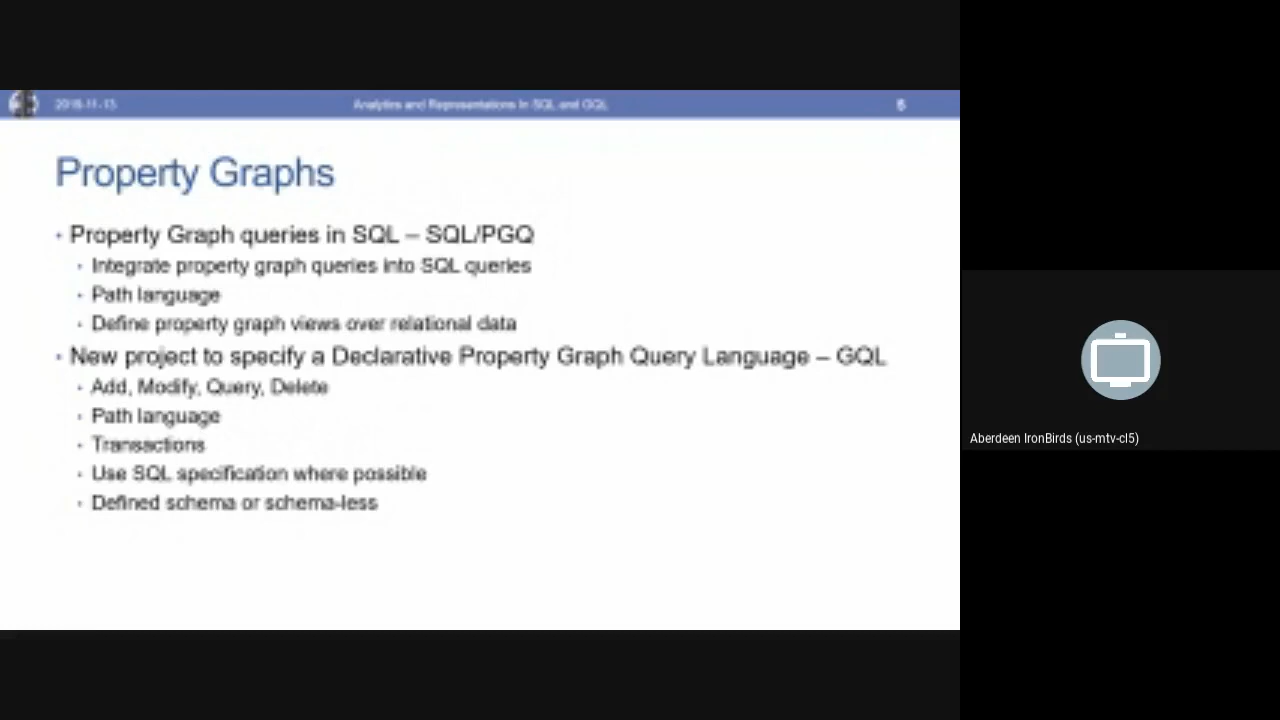 Analytics and Representations in SQL and GQL
Property Graphs
Property Graph queries in SQL – SQL/PGQ
Integrate property graph queries into SQL queries
Path language
Define property graph views over relational data
New project to specify a Declarative Property Graph Query Language – GQL
Add, Modify, Query, Delete
Path language
Transactions
Use SQL specification where possible
Defined schema or schema-less
Aberdeen IronBirds (us-mtv-cl5)